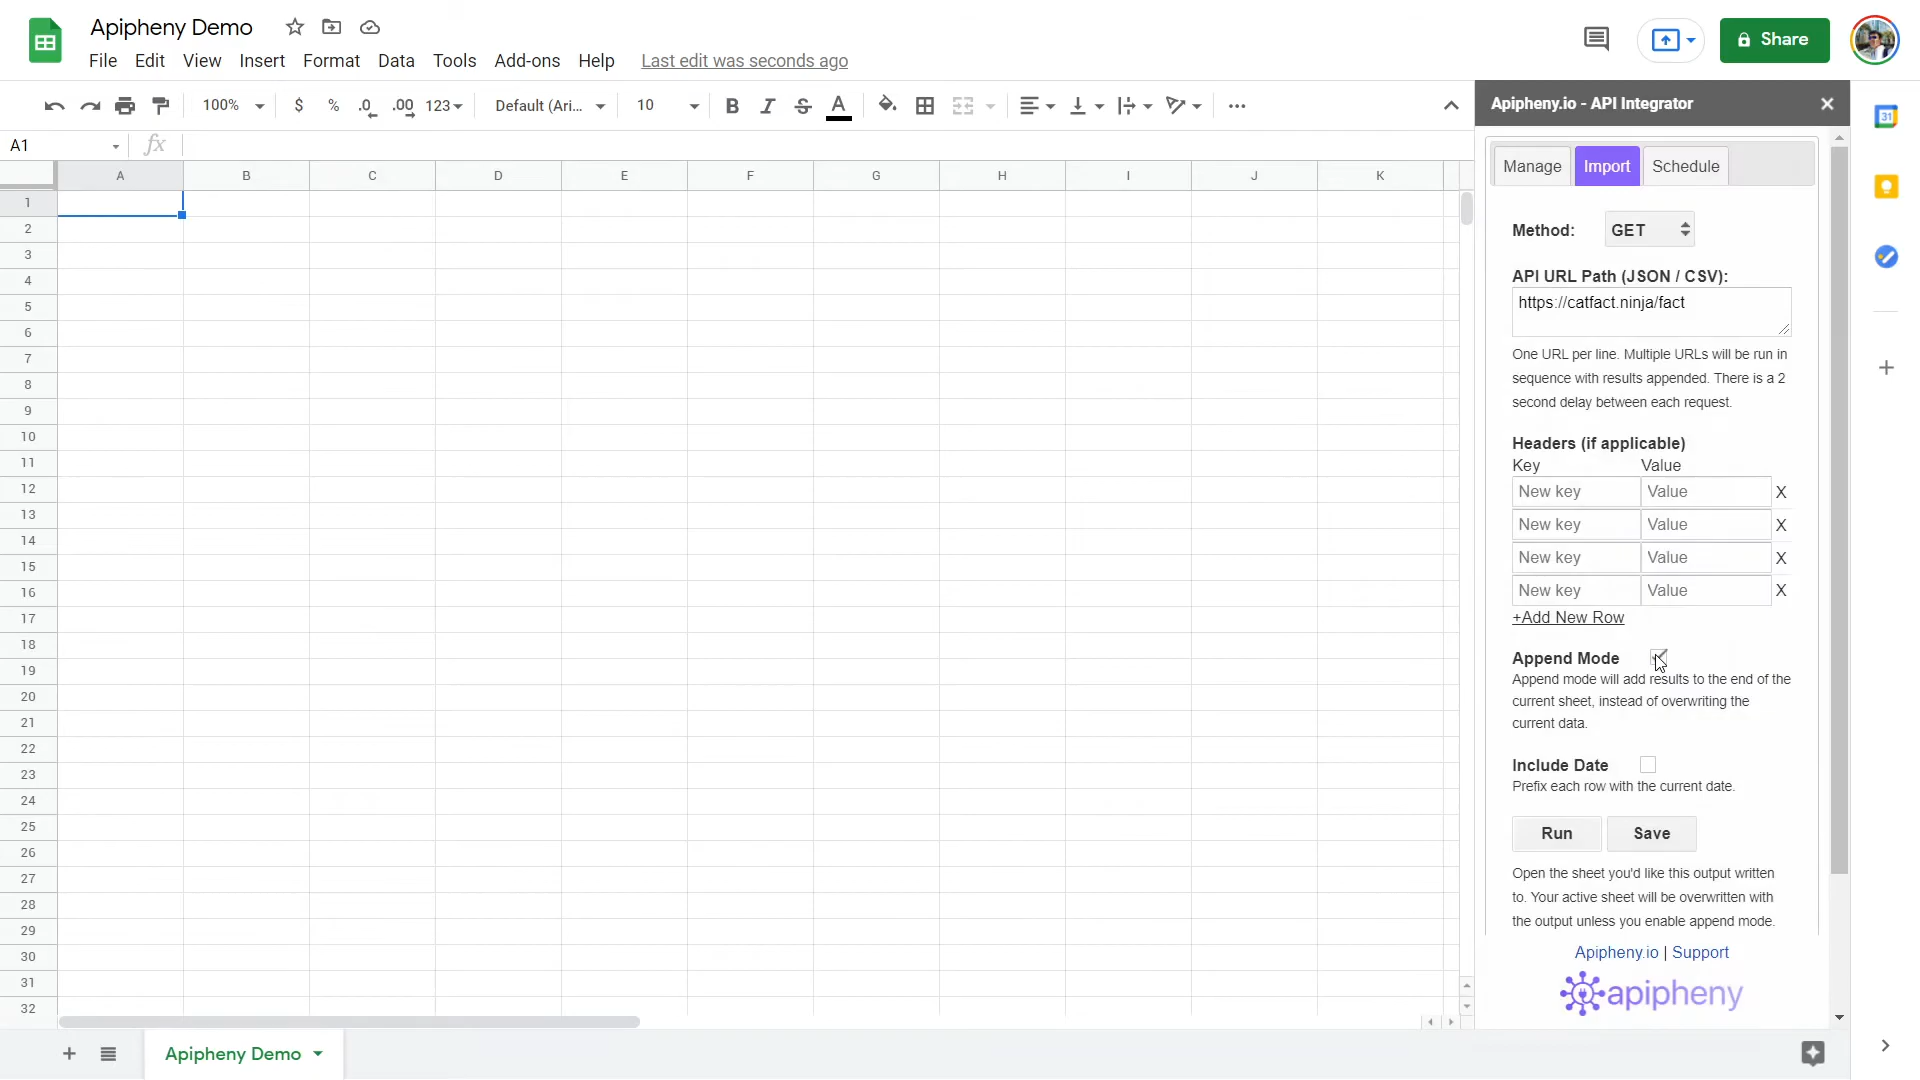 Apipheny Demo
File Edit View Insert Format Data Tools Add-ons Help Last edit was seconds ago
Share
100% $ % .0 .00 123 Default (Ari... 10 B I S A
A1 fx
A B C D E F G H I J K
1
2
3
4
5
6
7
8
9
10
11
12
13
14
15
16
17
18
19
20
21
22
23
24
25
26
27
28
29
30
31
32
Apipheny Demo
Apipheny.io - API Integrator
Manage Import Schedule
Method: GET
API URL Path (JSON / CSV):
https://catfact.ninja/fact
One URL per line. Multiple URLs will be run in
sequence with results appended. There is a 2
second delay between each request.
Headers (if applicable)
Key Value
New key Value X
New key Value X
New key Value X
New key Value X
+Add New Row
Append Mode
Append mode will add results to the end of the
current sheet, instead of overwriting the
current data.
Include Date
Prefix each row with the current date.
Run Save
Open the sheet you'd like this output written
to. Your active sheet will be overwritten with
the output unless you enable append mode.
Apipheny.io | Support
apipheny
31